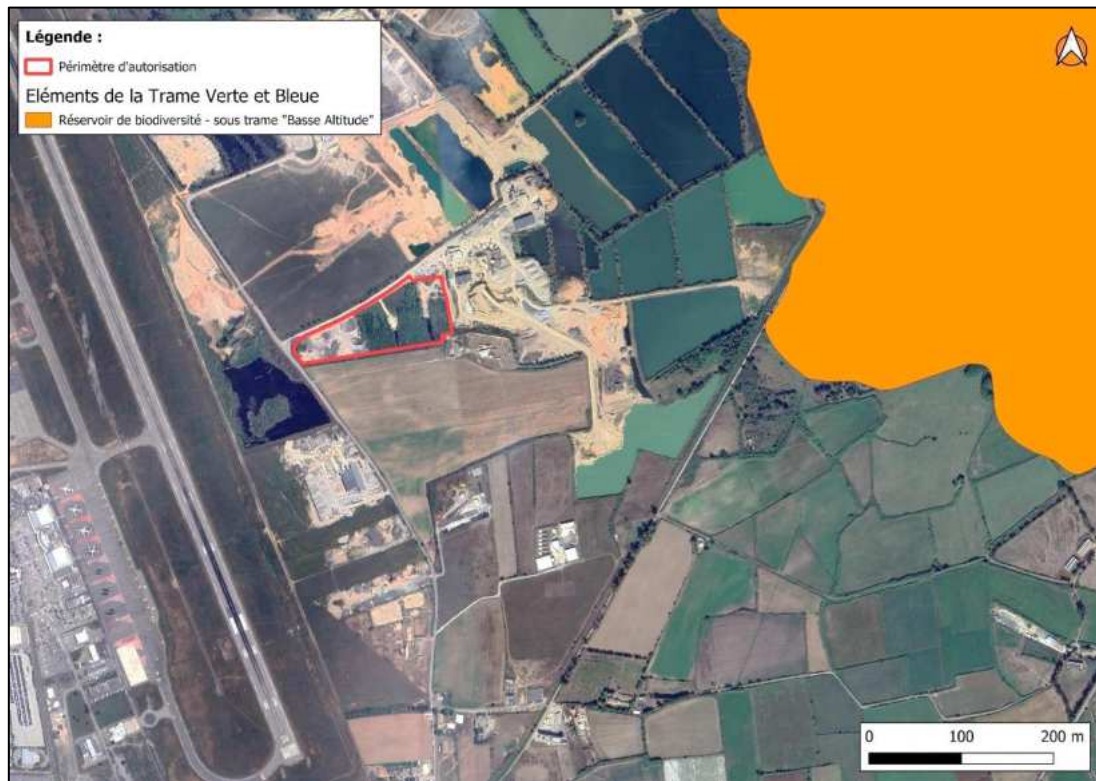 Légende :
Périmètre d'autorisation
Eléments de la Trame Verte et Bleue
Réservoir de biodiversité - sous trame "Basse Altitude"
0 100 200 m